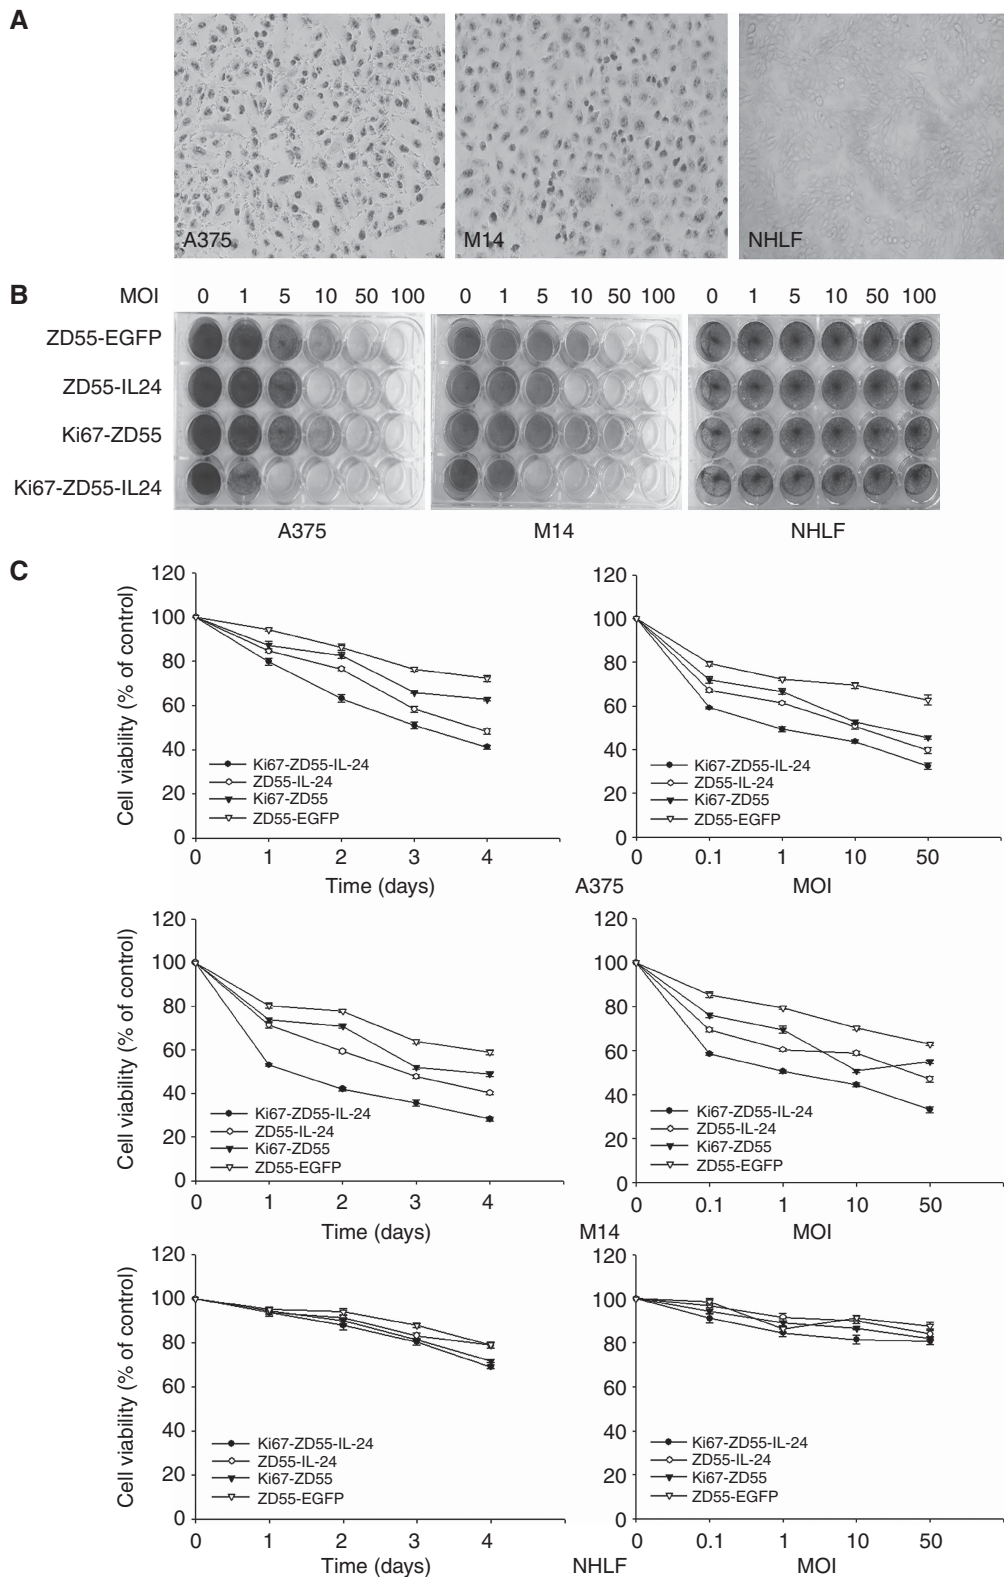 A
A375
M14
NHLF
B
MOI 0 1 5 10 50 100 0 1 5 10 50 100 0 1 5 10 50 100
ZD55-EGFP
ZD55-IL24
Ki67-ZD55
Ki67-ZD55-IL24
A375 M14 NHLF
C
Cell viability (% of control)
120
100
80
60
40
20
0
Ki67-ZD55-IL-24
ZD55-IL-24
Ki67-ZD55
ZD55-EGFP
0 1 2 3 4
Time (days)
120
100
80
60
40
20
0
Ki67-ZD55-IL-24
ZD55-IL-24
Ki67-ZD55
ZD55-EGFP
0 0.1 1 10 50
MOI
A375
Cell viability (% of control)
120
100
80
60
40
20
0
Ki67-ZD55-IL-24
ZD55-IL-24
Ki67-ZD55
ZD55-EGFP
0 1 2 3 4
Time (days)
120
100
80
60
40
20
0
Ki67-ZD55-IL-24
ZD55-IL-24
Ki67-ZD55
ZD55-EGFP
0 0.1 1 10 50
MOI
M14
Cell viability (% of control)
120
100
80
60
40
20
0
Ki67-ZD55-IL-24
ZD55-IL-24
Ki67-ZD55
ZD55-EGFP
0 1 2 3 4
Time (days)
120
100
80
60
40
20
0
Ki67-ZD55-IL-24
ZD55-IL-24
Ki67-ZD55
ZD55-EGFP
0 0.1 1 10 50
MOI
NHLF